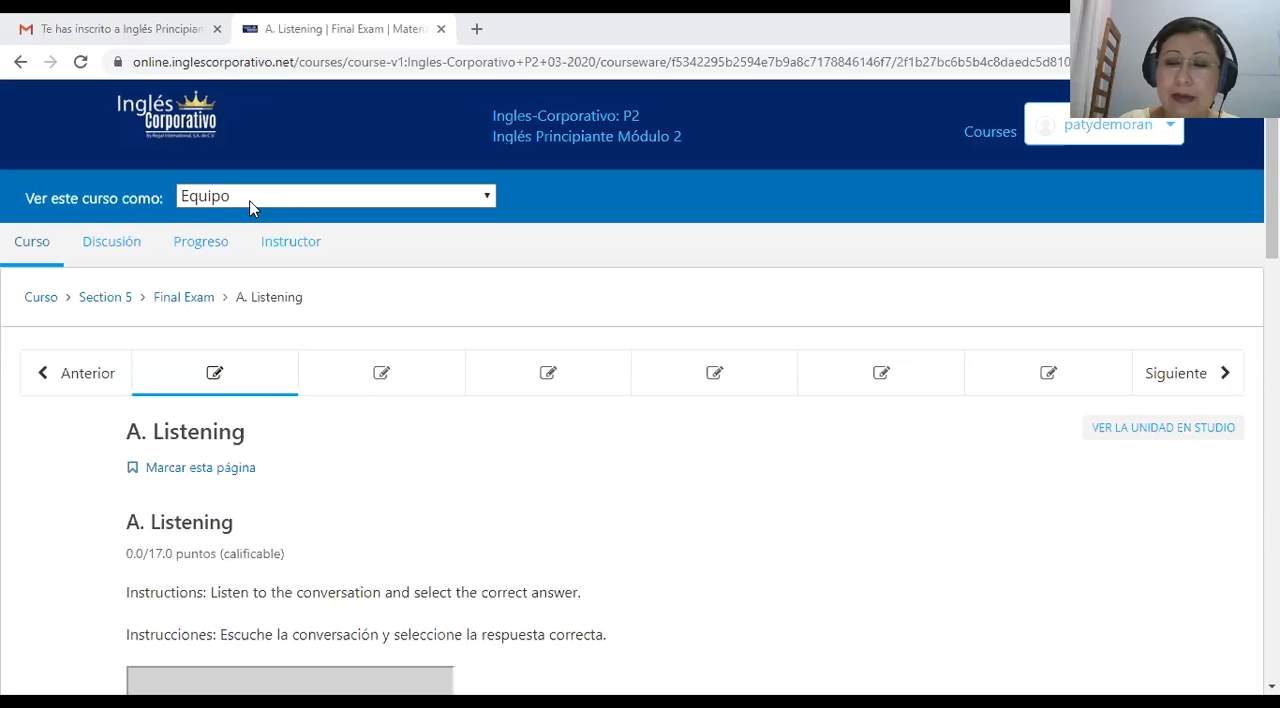 Te has inscrito a Inglés Principian
A. Listening | Final Exam | Materi
online.inglescorporativo.net/courses/course-v1:Ingles-Corporativo+P2+03-2020/courseware/f5342295b2594e7b9a8c7178846146f7/2f1b27bc6b5b4c8daedc5d810
Inglés
Corporativo
By Regal International, S.A. de C.V.
Ingles-Corporativo: P2
Inglés Principiante Módulo 2
Courses
patydemoran
Ver este curso como:
Equipo
Curso
Discusión
Progreso
Instructor
Curso > Section 5 > Final Exam > A. Listening
Anterior
Siguiente
A. Listening
VER LA UNIDAD EN STUDIO
Marcar esta página
A. Listening
0.0/17.0 puntos (calificable)
Instructions: Listen to the conversation and select the correct answer.
Instrucciones: Escuche la conversación y seleccione la respuesta correcta.